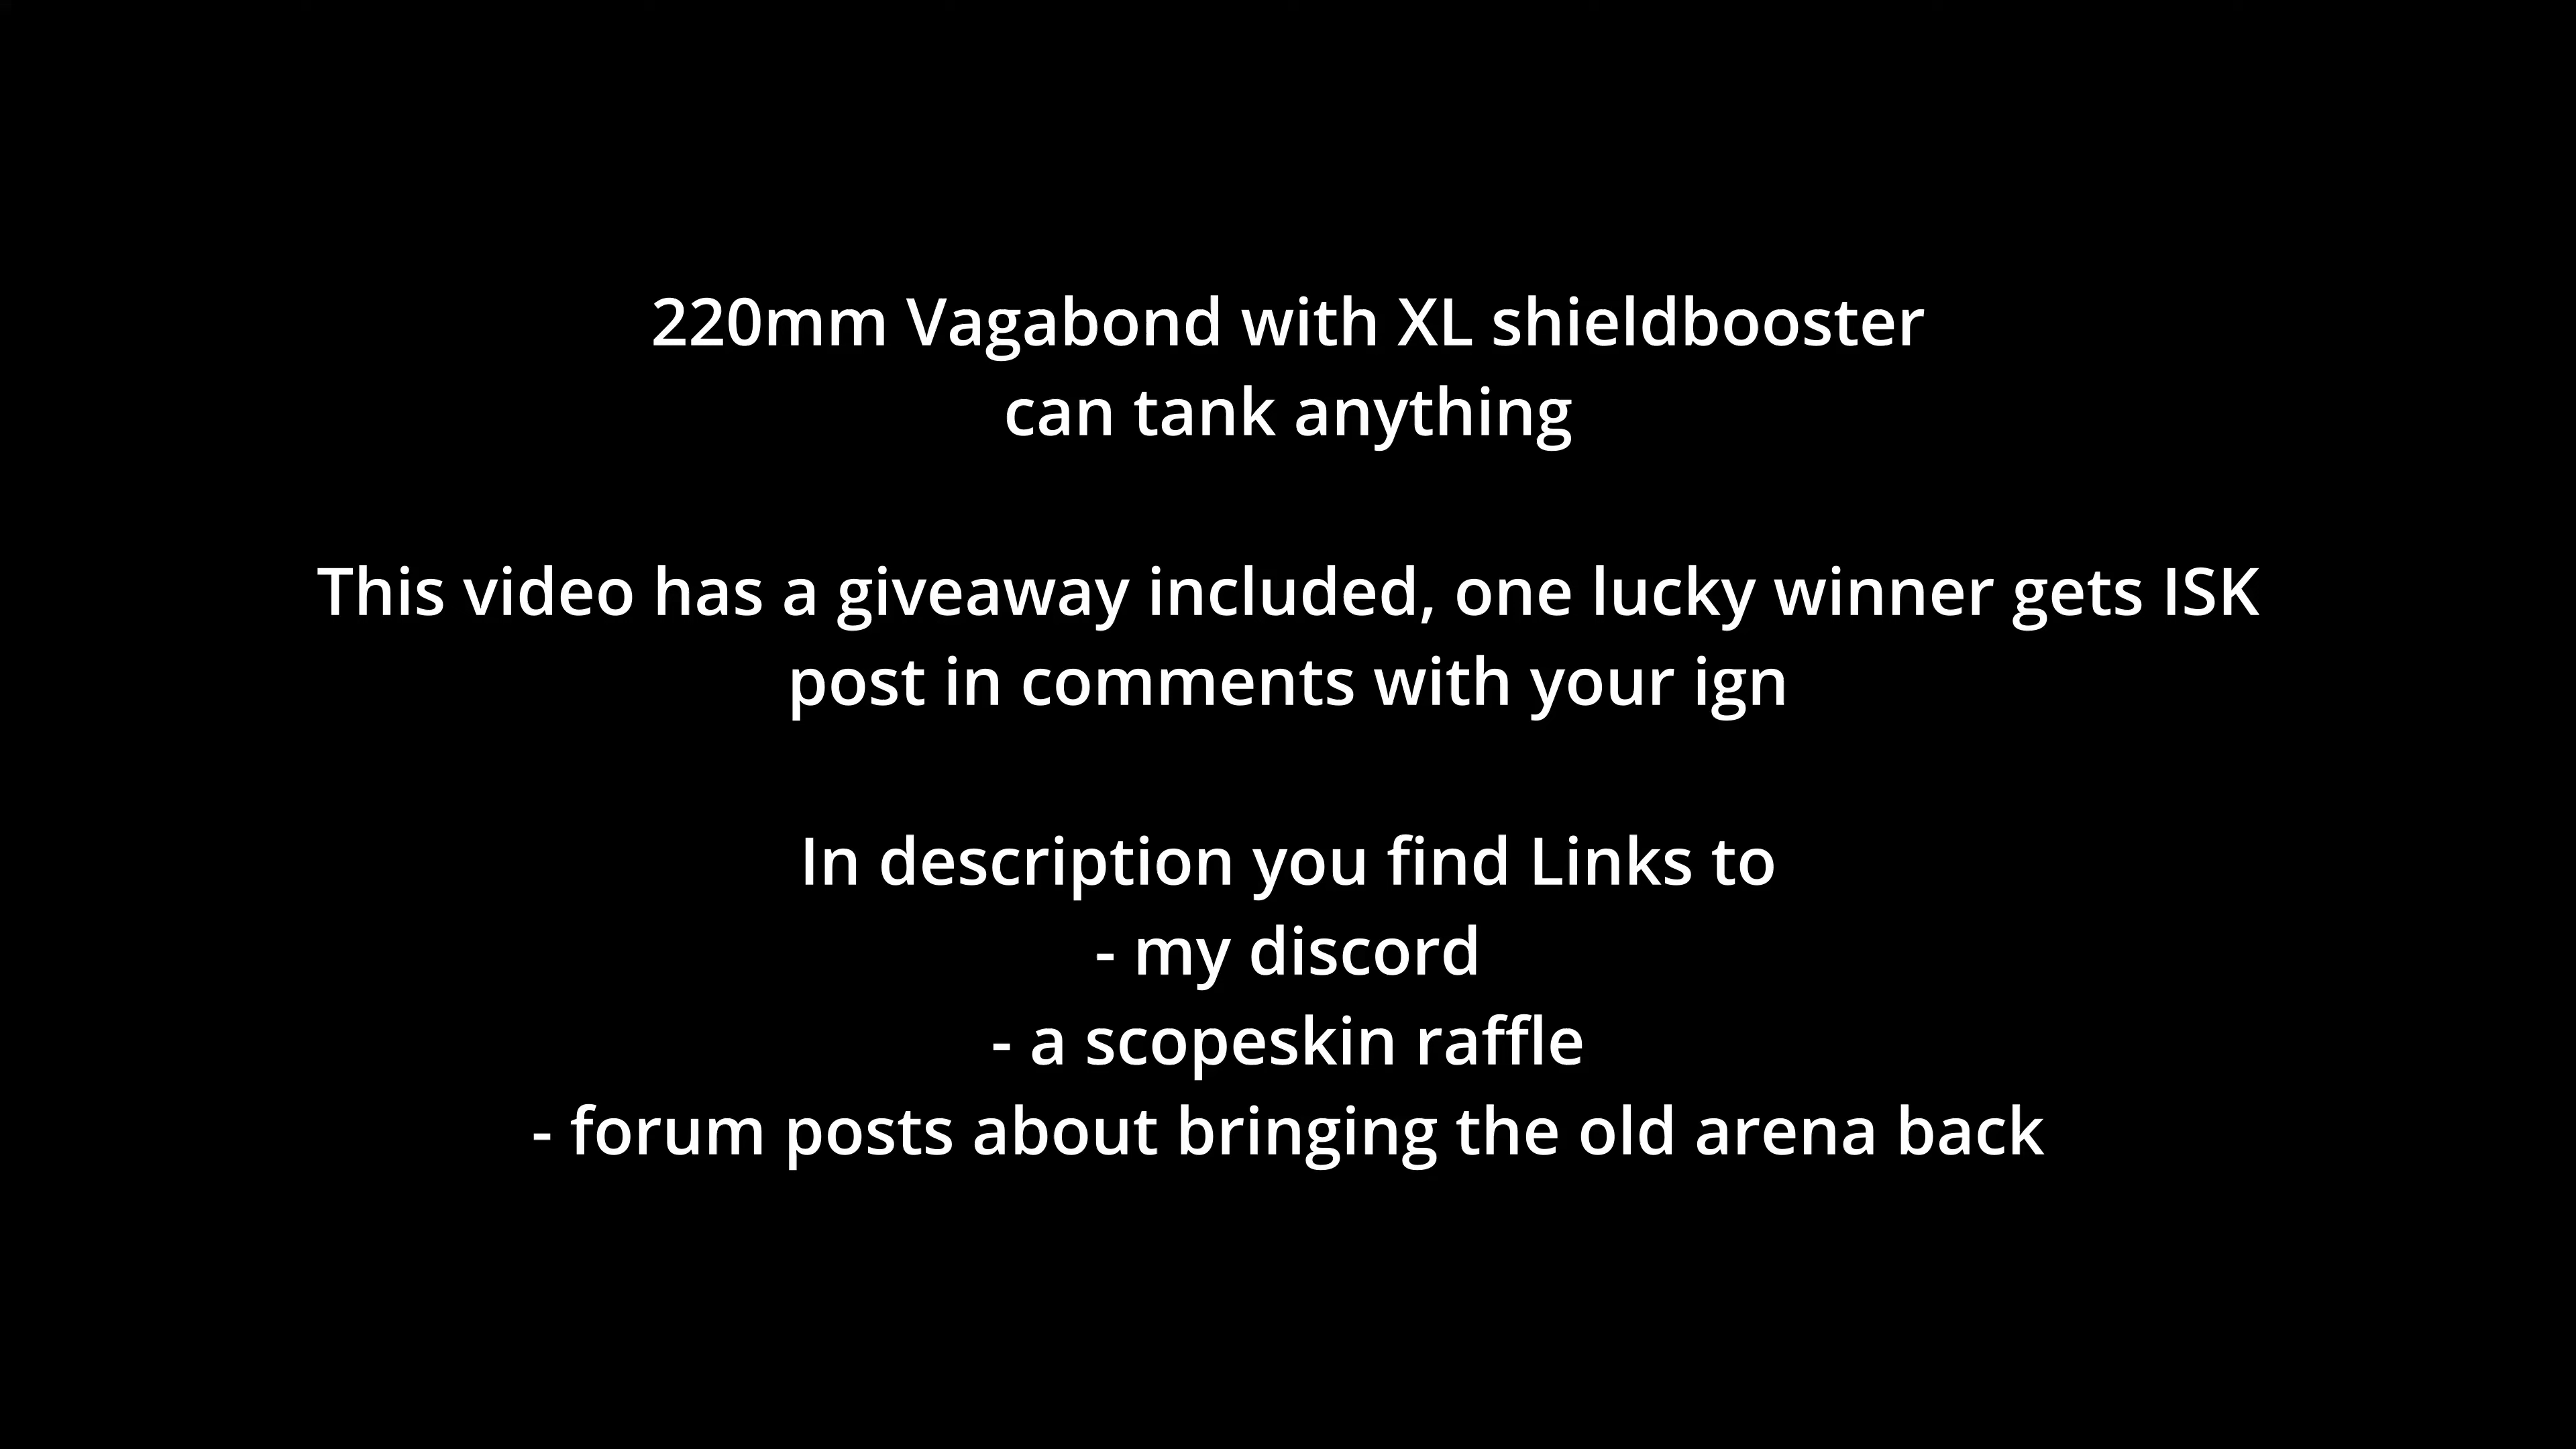 220mm Vagabond with XL shieldbooster
can tank anything
This video has a giveaway included, one lucky winner gets ISK
post in comments with your ign
In description you find Links to
- my discord
- a scopeskin raffle
- forum posts about bringing the old arena back